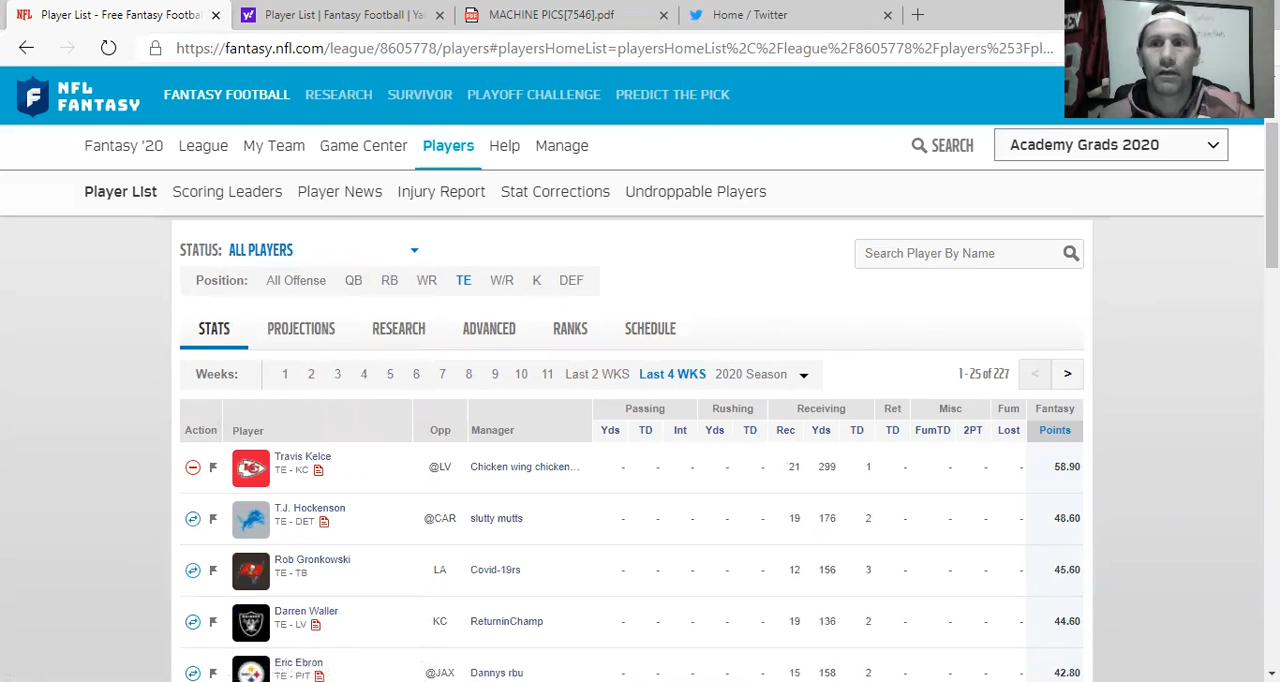 Player List - Free Fantasy Footba
Player List | Fantasy Football | Ya
MACHINE PICS[7546].pdf
Home / Twitter
https://fantasy.nfl.com/league/8605778/players#playersHomeList=playersHomeList%2C%2Fleague%2F8605778%2Fplayers%253Fpl...
NFL FANTASY FANTASY FOOTBALL RESEARCH SURVIVOR PLAYOFF CHALLENGE PREDICT THE PICK
Fantasy '20 League My Team Game Center Players Help Manage SEARCH Academy Grads 2020
Player List Scoring Leaders Player News Injury Report Stat Corrections Undroppable Players
STATUS: ALL PLAYERS Search Player By Name
Position: All Offense QB RB WR TE W/R K DEF
STATS PROJECTIONS RESEARCH ADVANCED RANKS SCHEDULE
Weeks: 1 2 3 4 5 6 7 8 9 10 11 Last 2 WKS Last 4 WKS 2020 Season 1 - 25 of 227 < >
Passing Rushing Receiving Ret Misc Fum Fantasy
Action Player Opp Manager Yds TD Int Yds TD Rec Yds TD TD FumTD 2PT Lost Points
Travis Kelce
TE - KC @LV Chicken wing chicken... - - - - - 21 299 1 - - - - 58.90
T.J. Hockenson
TE - DET @CAR slutty mutts - - - - - 19 176 2 - - - - 48.60
Rob Gronkowski
TE - TB LA Covid-19rs - - - - - 12 156 3 - - - - 45.60
Darren Waller
TE - LV KC ReturninChamp - - - - - 19 136 2 - - - - 44.60
Eric Ebron
TE - PIT @JAX Dannys rbu - - - - - 15 158 2 - - - - 42.80